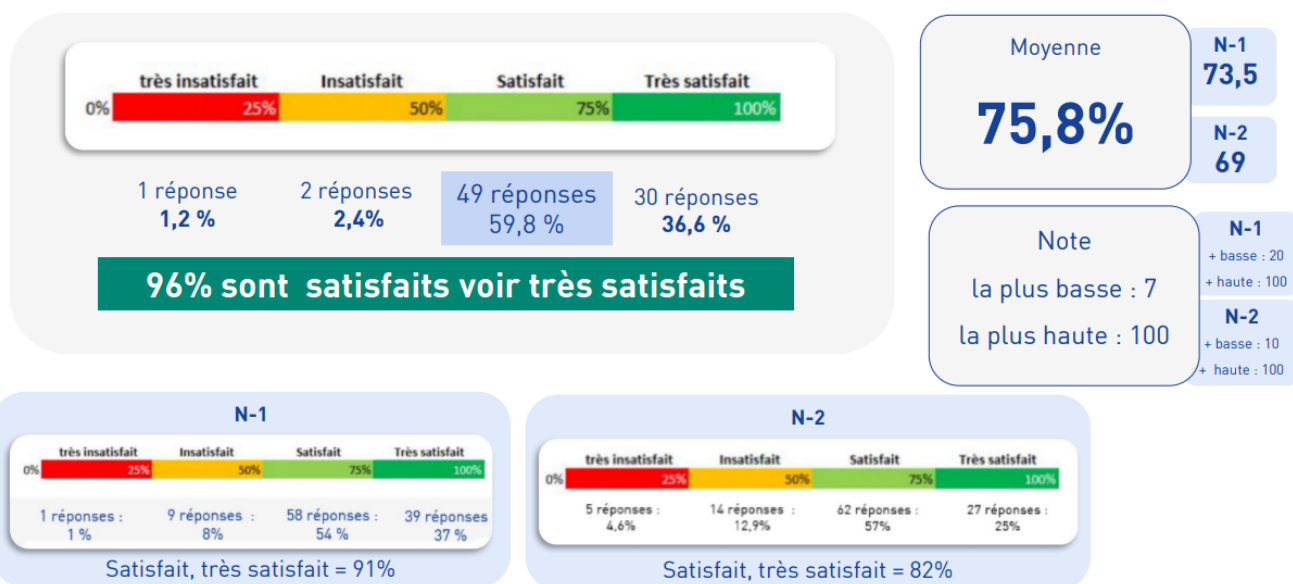 très insatisfait Insatisfait Satisfait Très satisfait
0% 25% 50% 75% 100%
1 réponse 2 réponses 49 réponses 30 réponses
1,2 % 2,4% 59,8 % 36,6 %
96% sont satisfaits voir très satisfaits
Moyenne
75,8%
N-1
73,5
N-2
69
Note
la plus basse : 7
la plus haute : 100
N-1
+ basse : 20
+ haute : 100
N-2
+ basse : 10
+ haute : 100
N-1
très insatisfait Insatisfait Satisfait Très satisfait
0% 25% 50% 75% 100%
1 réponses : 9 réponses : 58 réponses : 39 réponses
1 % 8% 54 % 37 %
Satisfait, très satisfait = 91%
N-2
très insatisfait Insatisfait Satisfait Très satisfait
0% 25% 50% 75% 100%
5 réponses : 14 réponses : 62 réponses : 27 réponses :
4,6% 12,9% 57% 25%
Satisfait, très satisfait = 82%